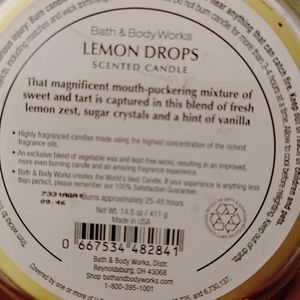 Bath & Body Works
LEMON DROPS
SCENTED CANDLE
That magnificent mouth-puckering mixture of
sweet and tart is captured in this blend of fresh
lemon zest, sugar crystals and a hint of vanilla
• Highly fragranced candles made using the highest concentration of the richest
fragrance oils.
• An exclusive blend of vegetable wax and lead-free wicks, resulting in an improved,
more even burning candle and an amazing fragrance experience.
• Bath & Body Works creates the World's Best Candle. If your experience is anything less
than perfect, please remember our 100% Satisfaction Guarantee.
Burns approximately 25-45 hours
09:46
Net Wt. 14.5 oz / 411 g
Made in USA
0 667534 482841
Bath & Body Works, Distr.
Reynoldsburg, OH 43068
Shop bathandbodyworks.com
1-800-395-1001